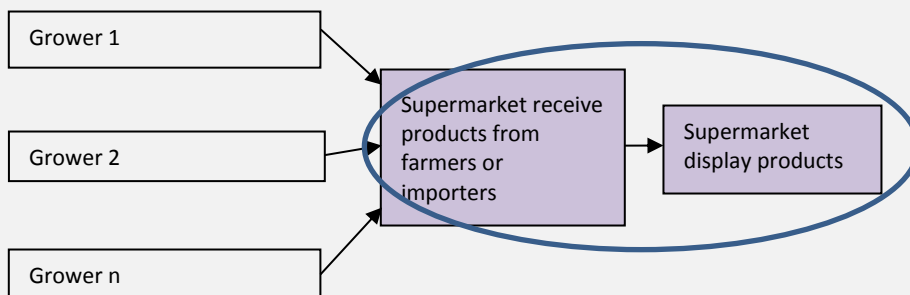 Grower 1
Grower 2
Grower n
Supermarket receive
products from
farmers or
importers
Supermarket
display products